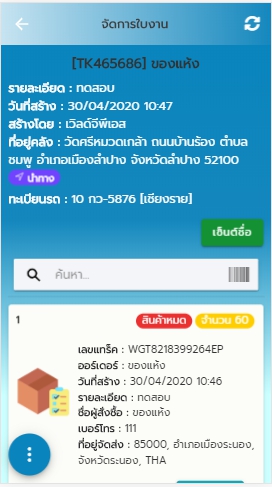 จัดการใบงาน
[TK465686] ของแห้ง
รายละเอียด : ทดสอบ
วันที่สร้าง : 30/04/2020 10:47
สร้างโดย : เวิลด์จีพีเอส
ที่อยู่คลัง : วัดศรีหมวดเกล้า ถนนบ้านร้อง ตำบล
ชมพู อำเภอเมืองลำปาง จังหวัดลำปาง 52100
นำทาง
ทะเบียนรถ : 10 กว-5876 [เชียงราย]
เซ็นต์ชื่อ
ค้นหา...
1
สินค้าหมด จำนวน 60
เลขแทร็ค : WGT8218399264EP
ออร์เดอร์ : ของแห้ง
วันที่สร้าง : 30/04/2020 10:46
รายละเอียด : ทดสอบ
ชื่อผู้สั่งซื้อ : ของแห้ง
เบอร์โทร : 111
ที่อยู่จัดส่ง : 85000, อำเภอเมืองระนอง,
จังหวัดระนอง, THA